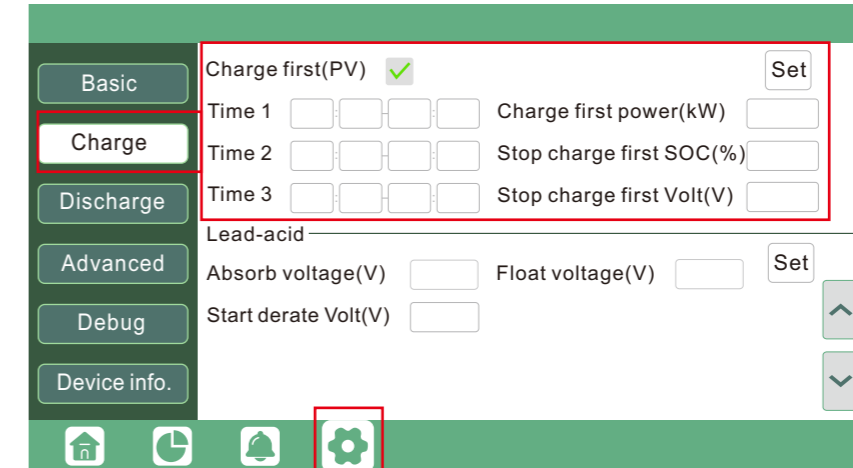 Basic
Charge
Discharge
Advanced
Debug
Device info.
Charge first(PV) Set
Time 1 : - : Charge first power(kW)
Time 2 : - : Stop charge first SOC(%)
Time 3 : - : Stop charge first Volt(V)
Lead-acid
Absorb voltage(V) Float voltage(V) Set
Start derate Volt(V)